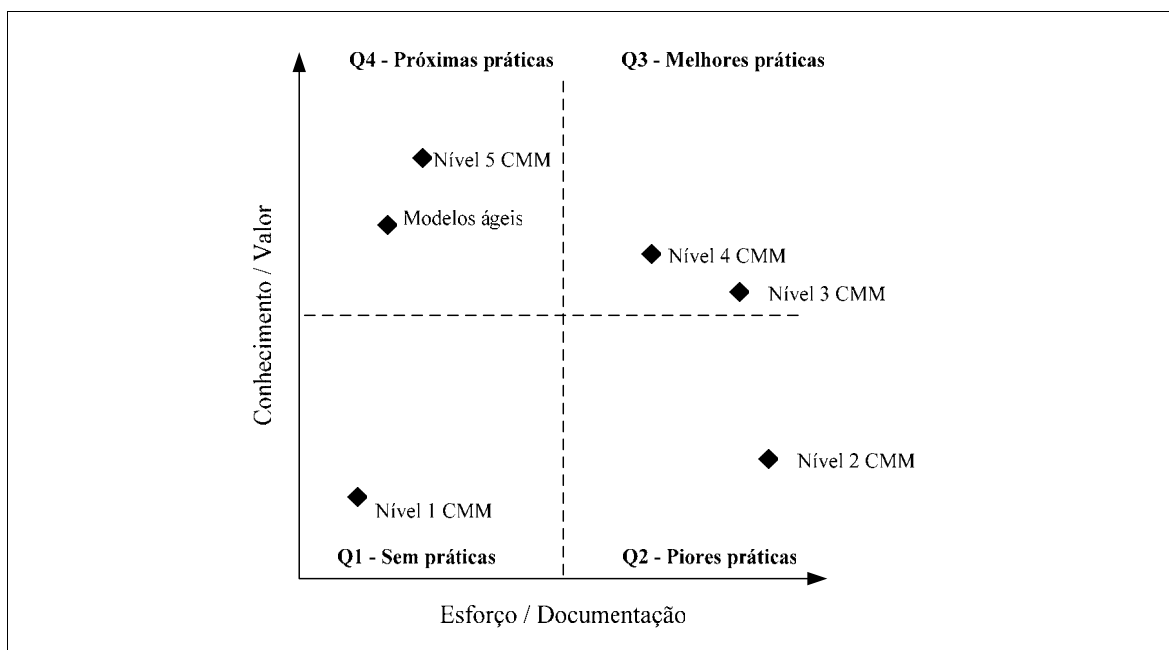 Q4 - Próximas práticas
Q3 - Melhores práticas
Nível 5 CMM
Modelos ágeis
Nível 4 CMM
Nível 3 CMM
Conhecimento / Valor
Nível 2 CMM
Nível 1 CMM
Q1 - Sem práticas
Q2 - Piores práticas
Esforço / Documentação